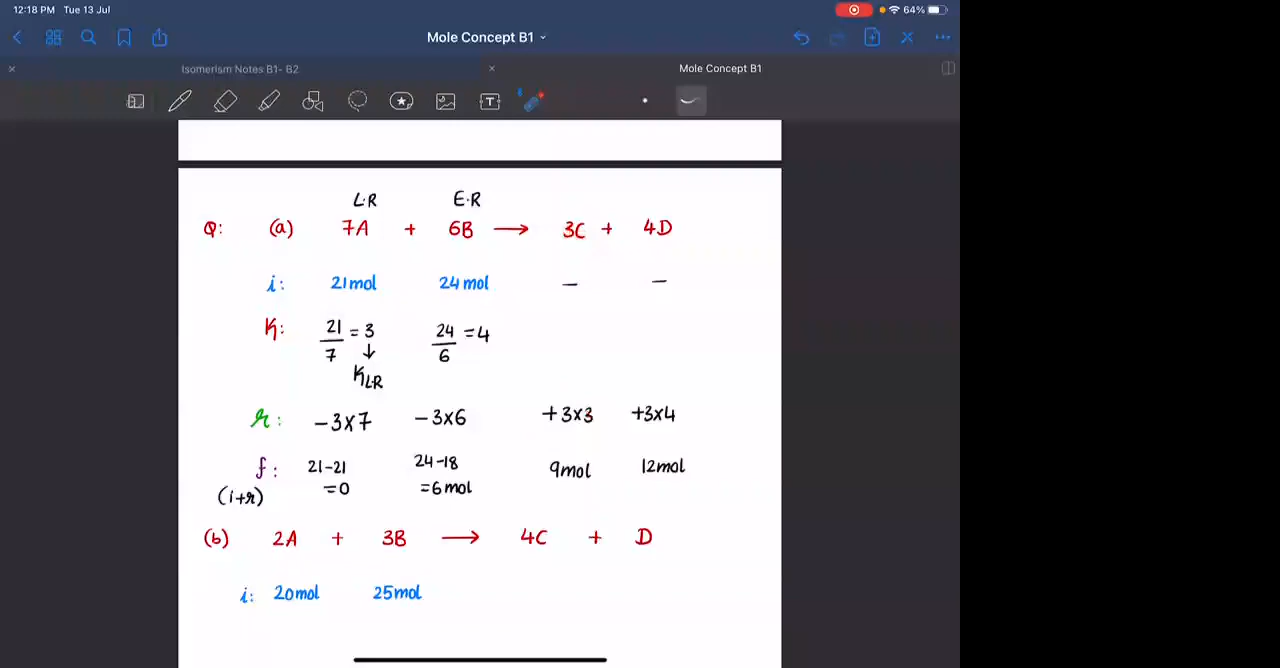 12:18 PM Tue 13 Jul 64%
Mole Concept B1
Isomerism Notes B1- B2 Mole Concept B1
L.R E.R
Q: (a) 7A + 6B → 3C + 4D
i: 21mol 24mol — —
K: 21/7 = 3 24/6 = 4
↓
K L.R
r: −3×7 −3×6 +3×3 +3×4
f: 21−21 24−18 9mol 12mol
(i+r) =0 =6mol
(b) 2A + 3B → 4C + D
i: 20mol 25mol